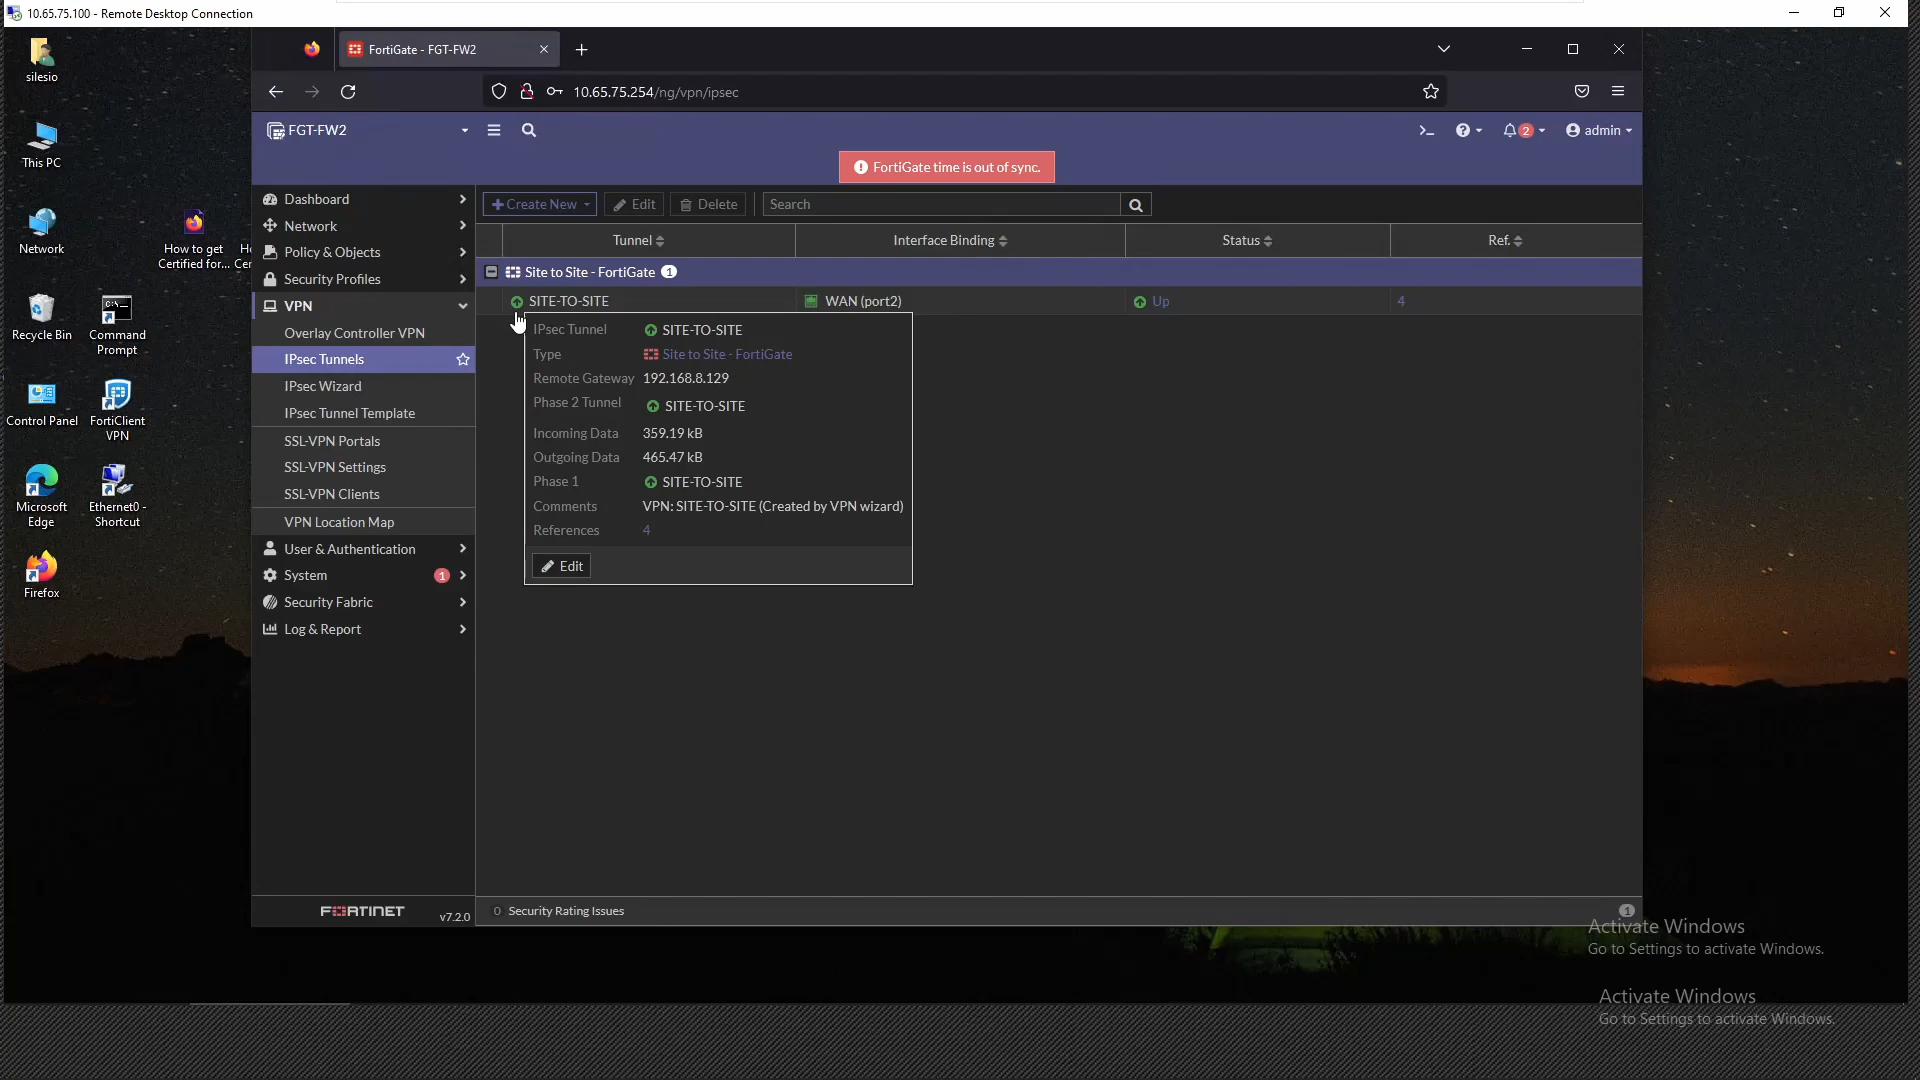 10.65.75.100 - Remote Desktop Connection
silesio
This PC
Network
How to get
Certified for...
Recycle Bin
Command
Prompt
Control Panel
FortiClient
VPN
Microsoft
Edge
Ethernet0 -
Shortcut
Firefox
FortiGate - FGT-FW2
10.65.75.254/ng/vpn/ipsec
FGT-FW2
2
admin
FortiGate time is out of sync.
Dashboard
Network
Policy & Objects
Security Profiles
VPN
Overlay Controller VPN
IPsec Tunnels
IPsec Wizard
IPsec Tunnel Template
SSL-VPN Portals
SSL-VPN Settings
SSL-VPN Clients
VPN Location Map
User & Authentication
System 1
Security Fabric
Log & Report
FORTINET v7.2.0
+ Create New Edit Delete Search
Tunnel Interface Binding Status Ref.
Site to Site - FortiGate 1
SITE-TO-SITE WAN (port2) Up 4
IPsec Tunnel SITE-TO-SITE
Type Site to Site - FortiGate
Remote Gateway 192.168.8.129
Phase 2 Tunnel SITE-TO-SITE
Incoming Data 359.19 kB
Outgoing Data 465.47 kB
Phase 1 SITE-TO-SITE
Comments VPN: SITE-TO-SITE (Created by VPN wizard)
References 4
Edit
0 Security Rating Issues 1
Activate Windows
Go to Settings to activate Windows.
Activate Windows
Go to Settings to activate Windows.